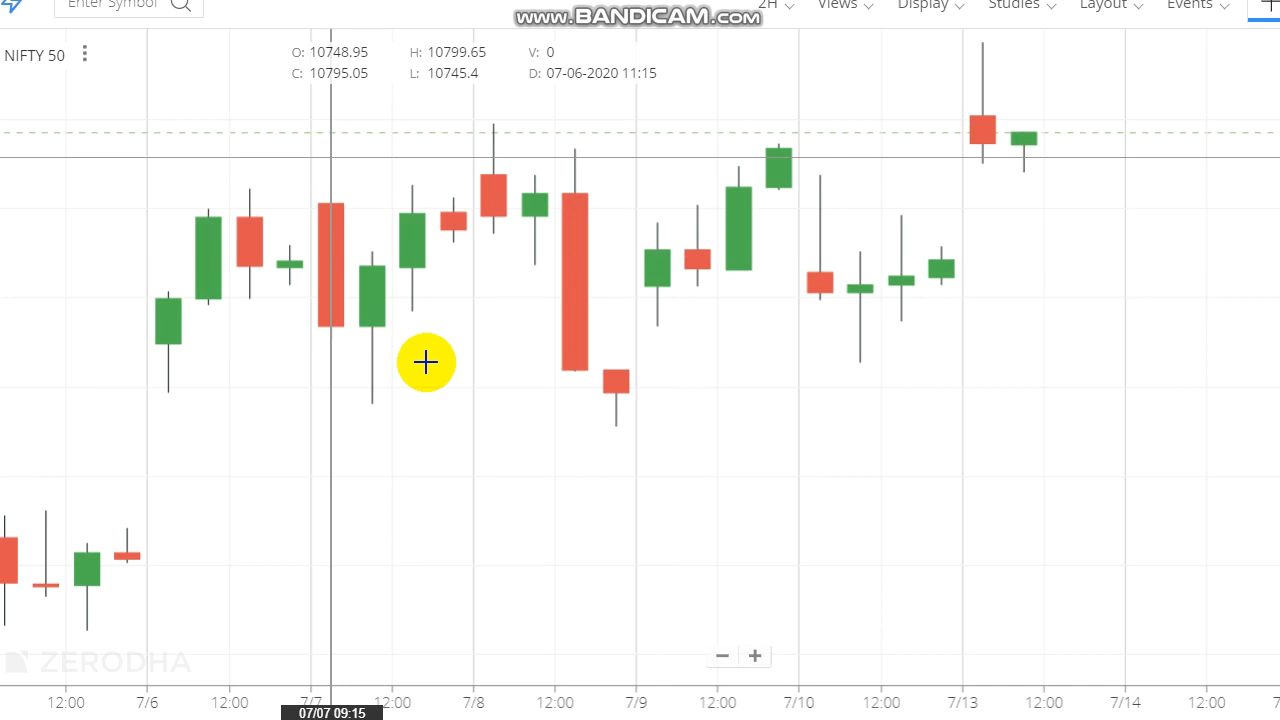 Enter Symbol
2H Views Display Studies Layout Events
www.BANDICAM.com
NIFTY 50
O: 10748.95 H: 10799.65 V: 0
C: 10795.05 L: 10745.4 D: 07-06-2020 11:15
ZERODHA
12:00 7/6 12:00 7/7 12:00 7/8 12:00 7/9 12:00 7/10 12:00 7/13 12:00 7/14 12:00
07/07 09:15